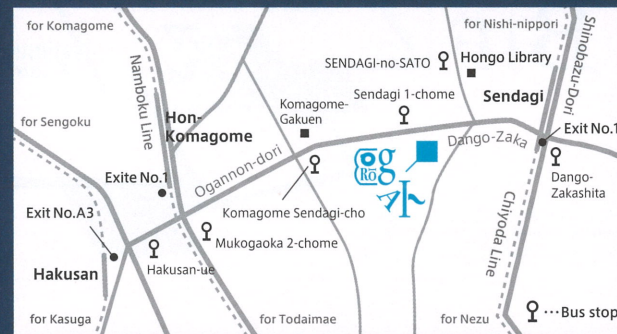 for Komagome
for Nishi-nippori
Shinobazu-Dori
SENDAGI-no-SATO
Hongo Library
Namboku Line
Sendagi 1-chome
Sendagi
Komagome-
Gakuen
for Sengoku
Hon-
Komagome
Exit No.1
Dango-Zaka
Ogannon-dori
Exite No.1
Dango-
Zakashita
Komagome Sendagi-cho
Chiyoda Line
Exit No.A3
Mukogaoka 2-chome
Hakusan-ue
Hakusan
for Kasuga
for Todaimae
for Nezu
…Bus stop